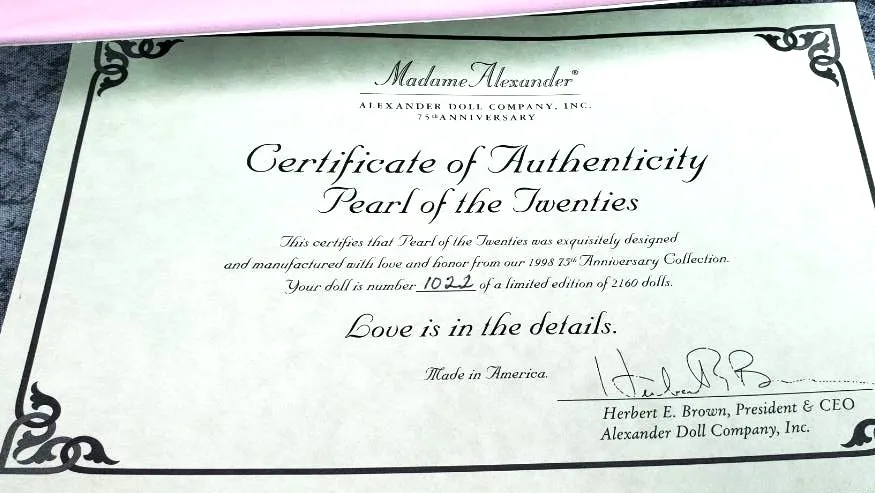 Madame Alexander®
ALEXANDER DOLL COMPANY, INC.
75th ANNIVERSARY
Certificate of Authenticity
Pearl of the Twenties
This certifies that Pearl of the Twenties was exquisitely designed
and manufactured with love and honor from our 1998 75th Anniversary Collection.
Your doll is number 1022 of a limited edition of 2160 dolls.
Love is in the details.
Made in America.
Herbert E. Brown, President & CEO
Alexander Doll Company, Inc.